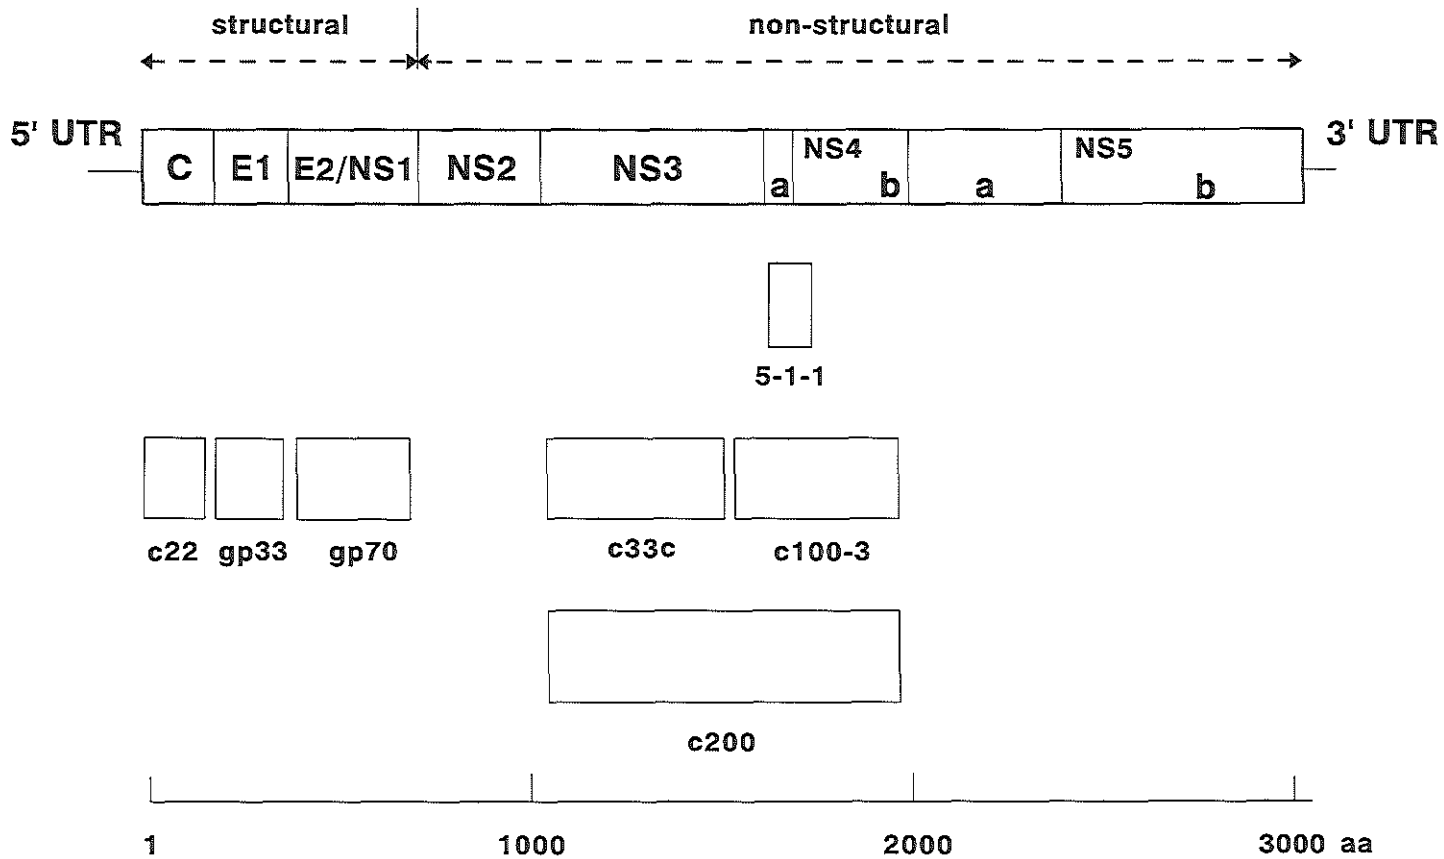 structural non-structural
5' UTR 3' UTR
C E1 E2/NS1 NS2 NS3 a NS4 b a NS5 b
5-1-1
c22 gp33 gp70 c33c c100-3
c200
1 1000 2000 3000 aa